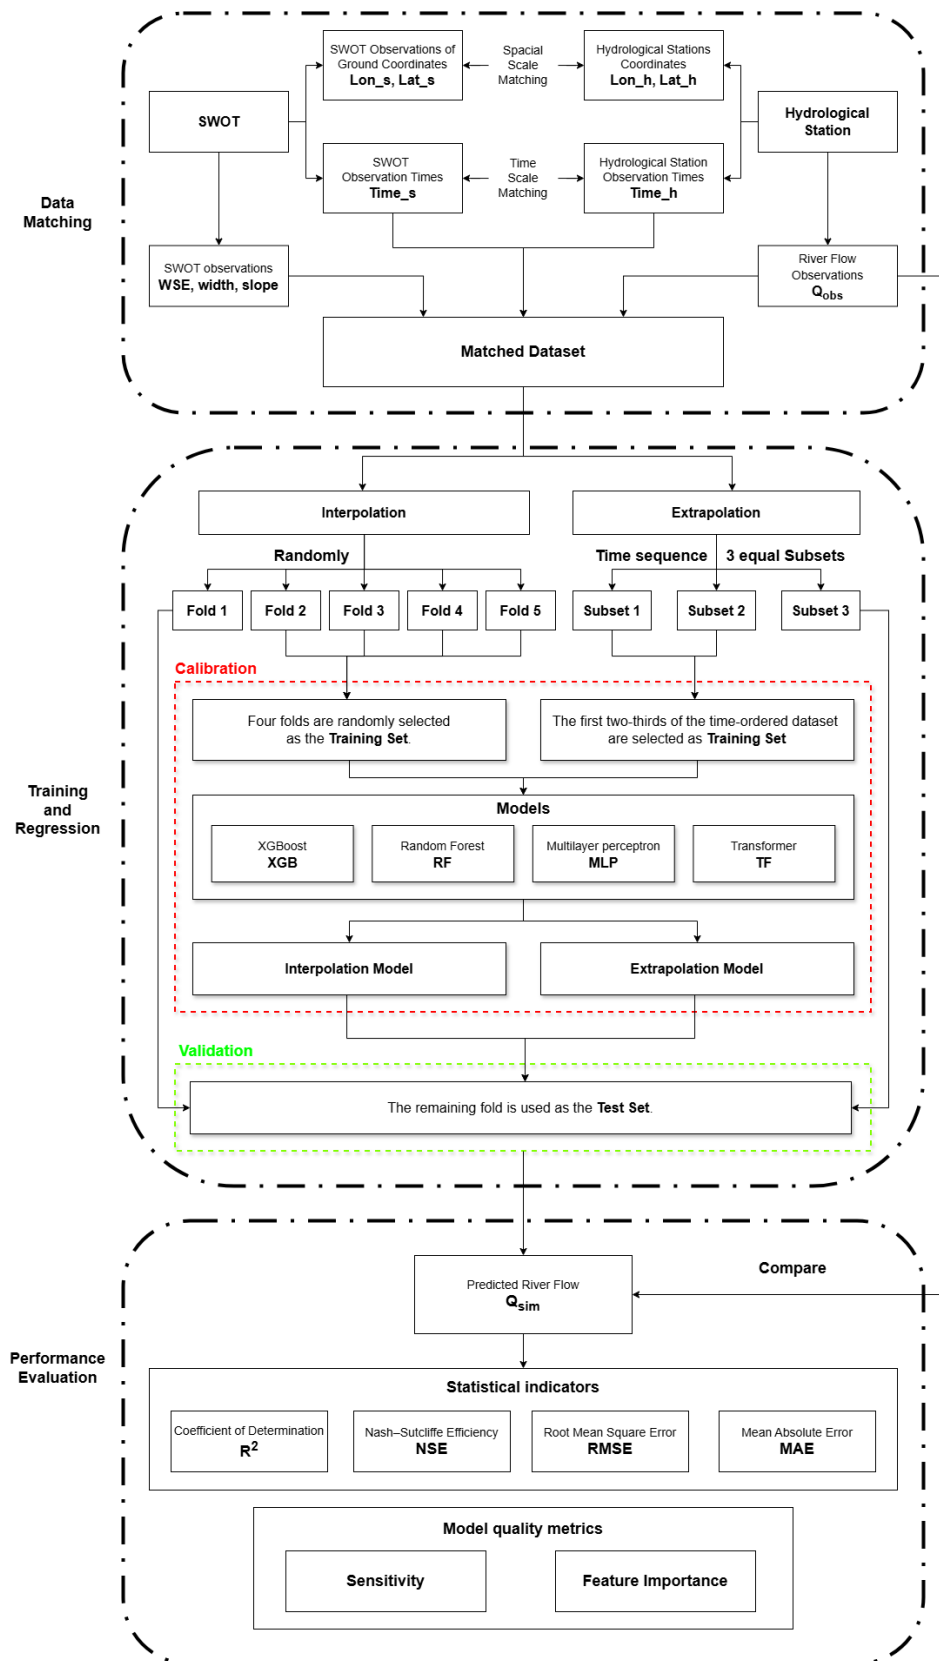 SWOT Observations of
Ground Coordinates
Lon_s, Lat_s
Spacial
Scale
Matching
Hydrological Stations
Coordinates
Lon_h, Lat_h
SWOT
Hydrological
Station
SWOT
Observation Times
Time_s
Time
Scale
Matching
Hydrological Station
Observation Times
Time_h
Data
Matching
SWOT observations
WSE, width, slope
River Flow
Observations
Qobs
Matched Dataset
Interpolation
Extrapolation
Randomly
Time sequence
3 equal Subsets
Fold 1
Fold 2
Fold 3
Fold 4
Fold 5
Subset 1
Subset 2
Subset 3
Calibration
Four folds are randomly selected
as the Training Set.
The first two-thirds of the time-ordered dataset
are selected as Training Set
Training
and
Regression
Models
XGBoost
XGB
Random Forest
RF
Multilayer perceptron
MLP
Transformer
TF
Interpolation Model
Extrapolation Model
Validation
The remaining fold is used as the Test Set.
Predicted River Flow
Qsim
Compare
Performance
Evaluation
Statistical indicators
Coefficient of Determination
R²
Nash–Sutcliffe Efficiency
NSE
Root Mean Square Error
RMSE
Mean Absolute Error
MAE
Model quality metrics
Sensitivity
Feature Importance